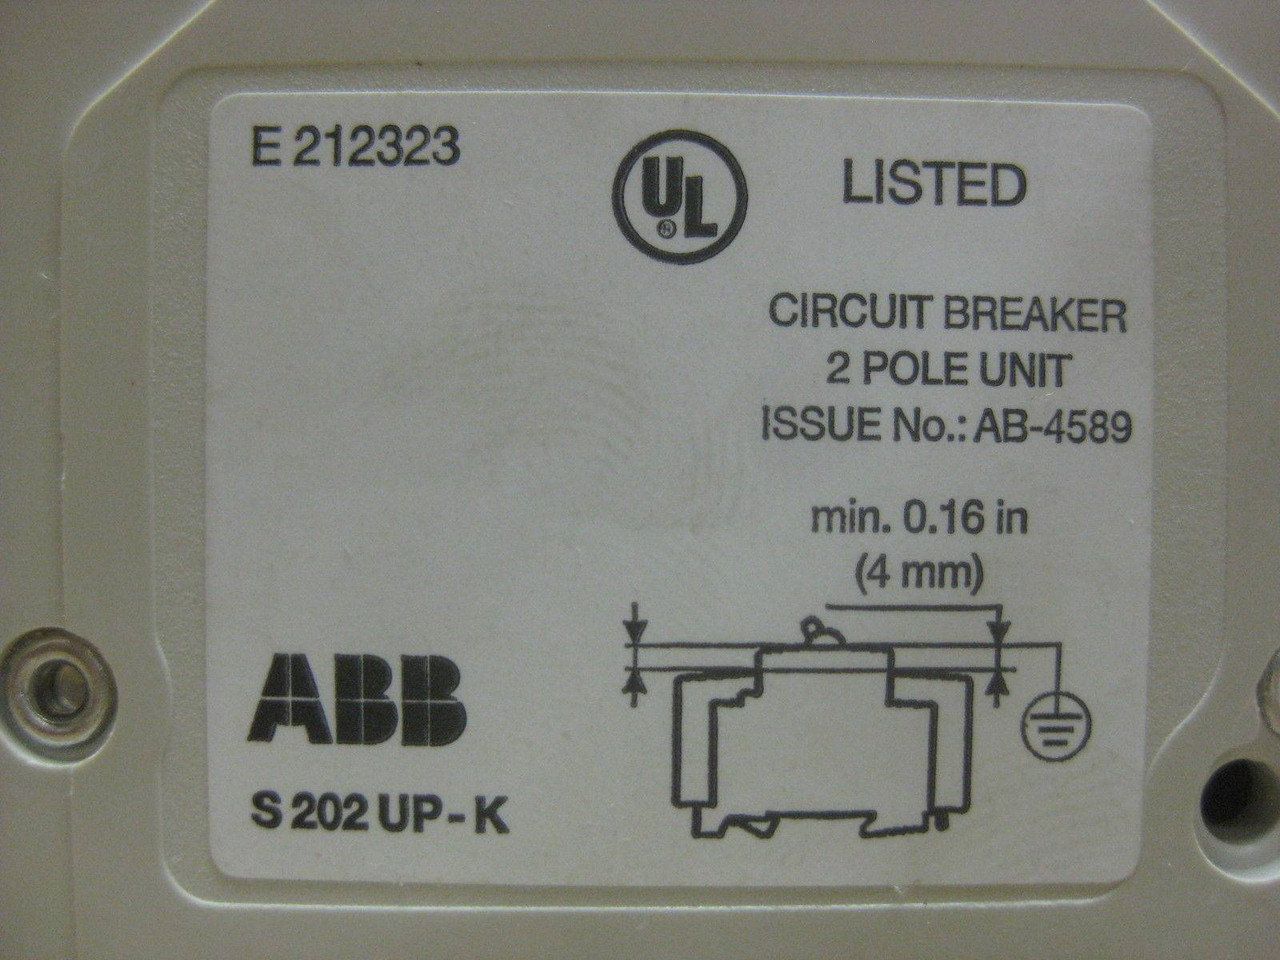 E 212323
UL
®
LISTED
CIRCUIT BREAKER
2 POLE UNIT
ISSUE No.: AB-4589
min. 0.16 in
(4 mm)
ABB
S 202 UP - K